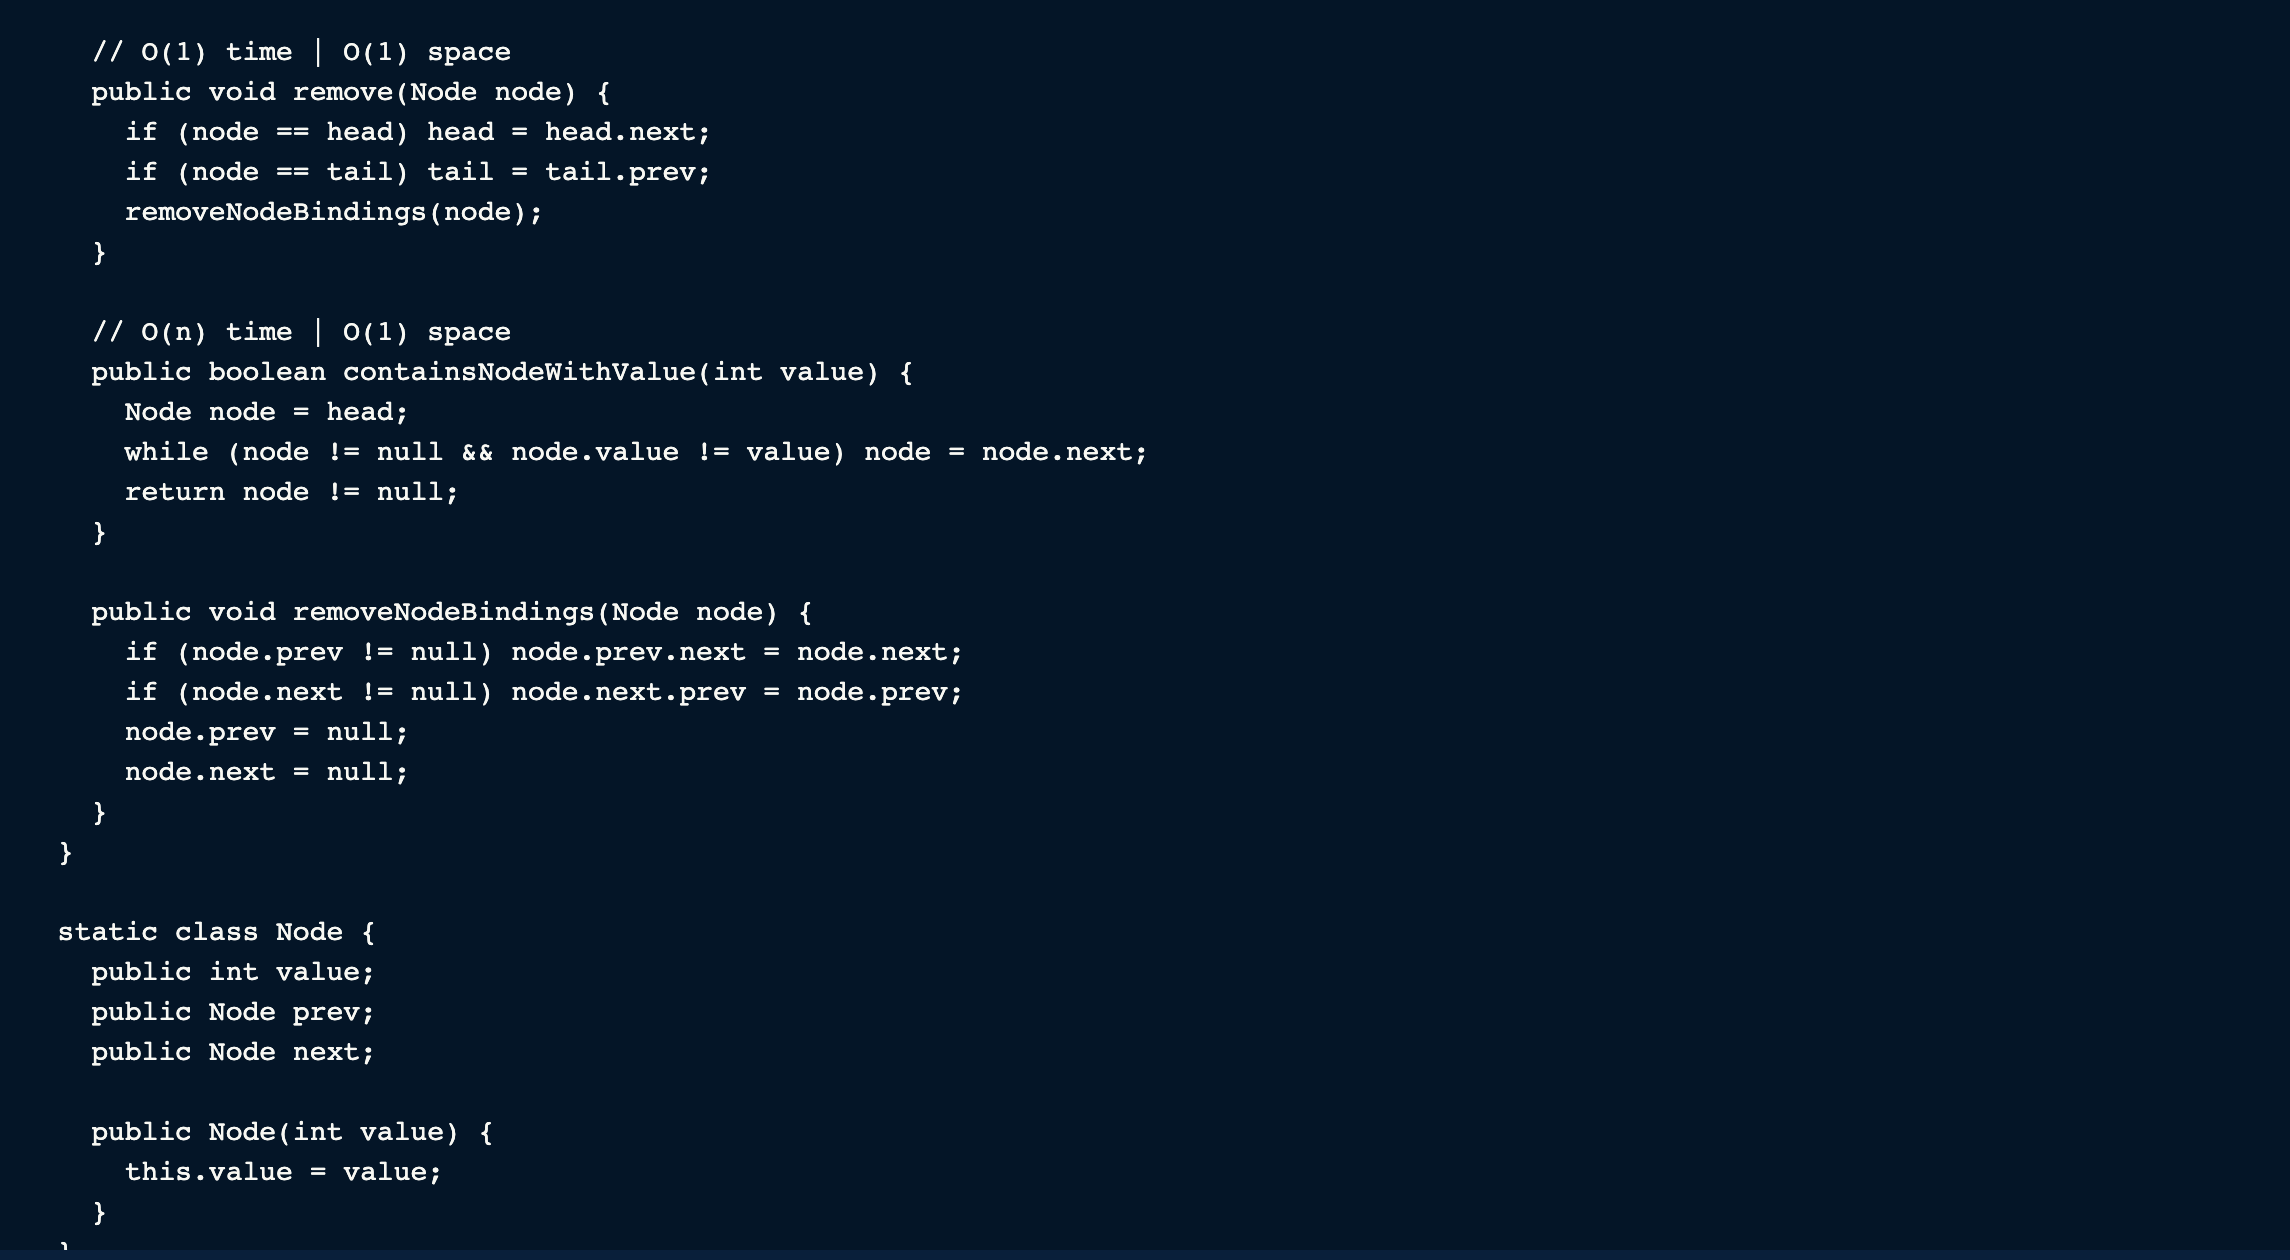 // O(1) time | O(1) space
public void remove(Node node) {
if (node == head) head = head.next;
if (node == tail) tail = tail.prev;
removeNodeBindings(node);
}
// O(n) time | O(1) space
public boolean containsNodeWithValue(int value) {
Node node = head;
while (node != null && node.value != value) node = node.next;
return node != null;
}
public void removeNodeBindings(Node node) {
if (node.prev != null) node.prev.next = node.next;
if (node.next != null) node.next.prev = node.prev;
node.prev = null;
node.next = null;
}
}
static class Node {
public int value;
public Node prev;
public Node next;
public Node(int value) {
this.value = value;
}
}